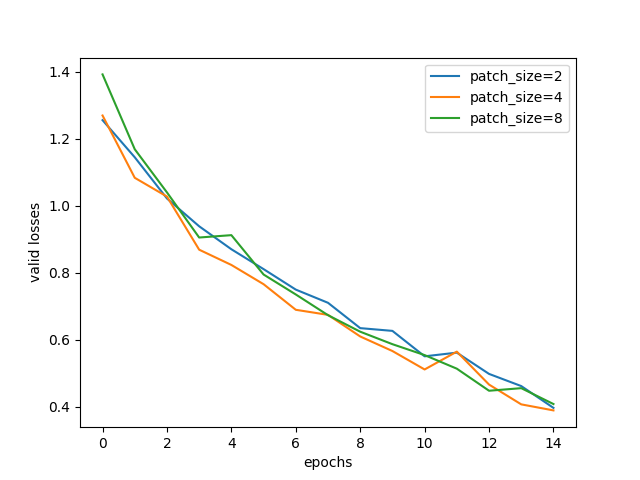 patch_size=2
patch_size=4
patch_size=8
valid losses
1.4
1.2
1.0
0.8
0.6
0.4
0 2 4 6 8 10 12 14
epochs